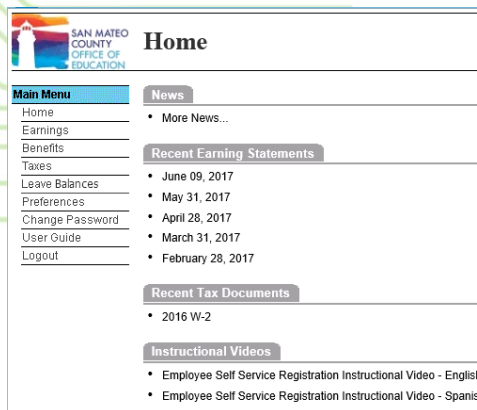 SAN MATEO
COUNTY
OFFICE OF
EDUCATION
Home
Main Menu
Home
Earnings
Benefits
Taxes
Leave Balances
Preferences
Change Password
User Guide
Logout
News
• More News...
Recent Earning Statements
• June 09, 2017
• May 31, 2017
• April 28, 2017
• March 31, 2017
• February 28, 2017
Recent Tax Documents
• 2016 W-2
Instructional Videos
• Employee Self Service Registration Instructional Video - English
• Employee Self Service Registration Instructional Video - Spanis